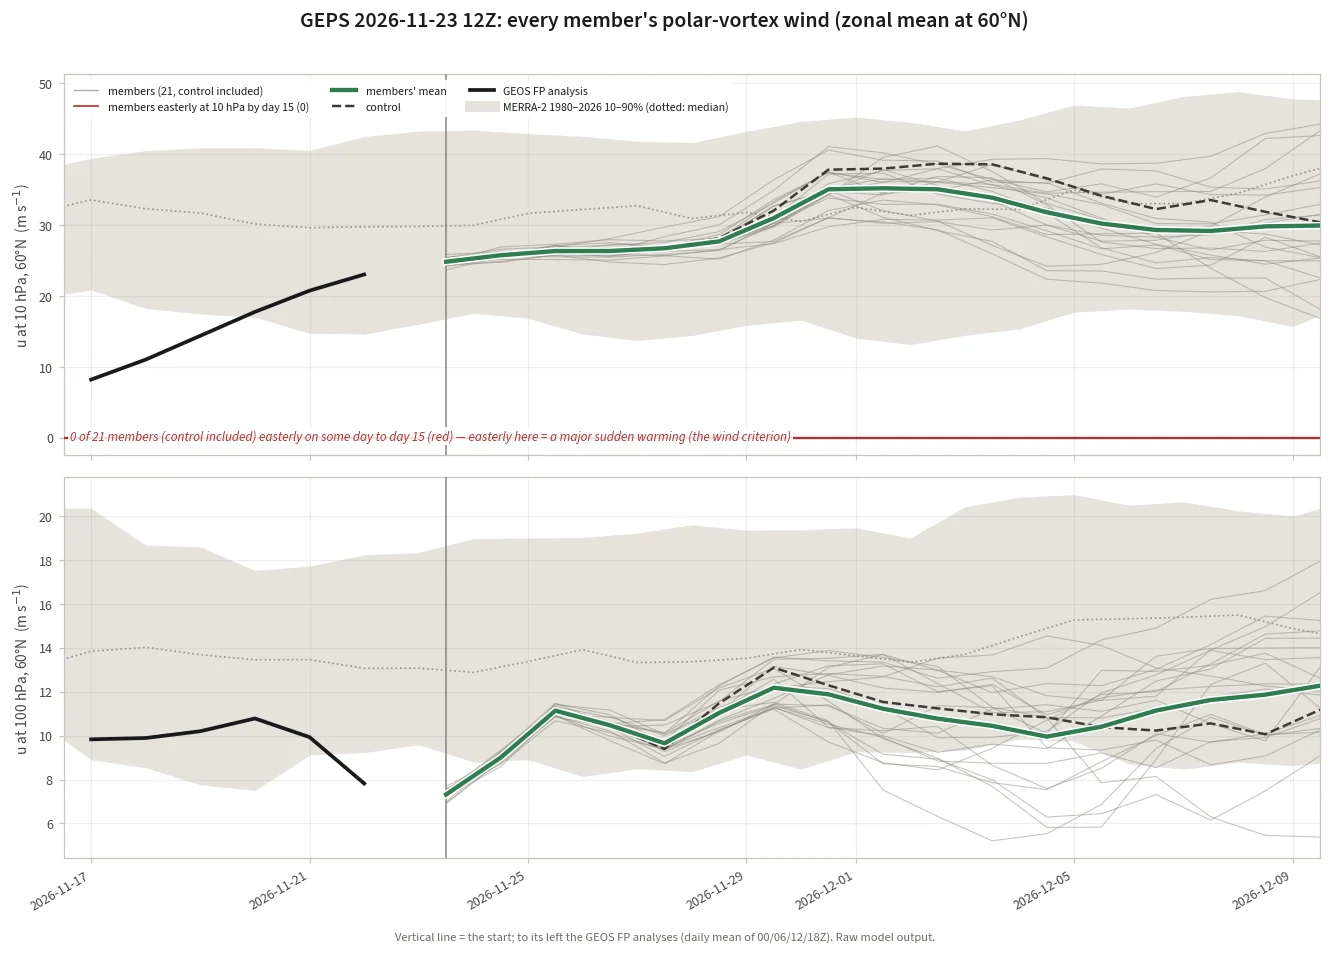 GEPS 2026-11-23 12Z: every member's polar-vortex wind (zonal mean at 60°N)
members (21, control included)
members easterly at 10 hPa by day 15 (0)
members' mean
control
GEOS FP analysis
MERRA-2 1980–2026 10–90% (dotted: median)
u at 10 hPa, 60°N (m s⁻¹)
50
40
30
20
10
0
0 of 21 members (control included) easterly on some day to day 15 (red) — easterly here = a major sudden warming (the wind criterion)
u at 100 hPa, 60°N (m s⁻¹)
20
18
16
14
12
10
8
6
2026-11-17
2026-11-21
2026-11-25
2026-11-29
2026-12-01
2026-12-05
2026-12-09
Vertical line = the start; to its left the GEOS FP analyses (daily mean of 00/06/12/18Z). Raw model output.